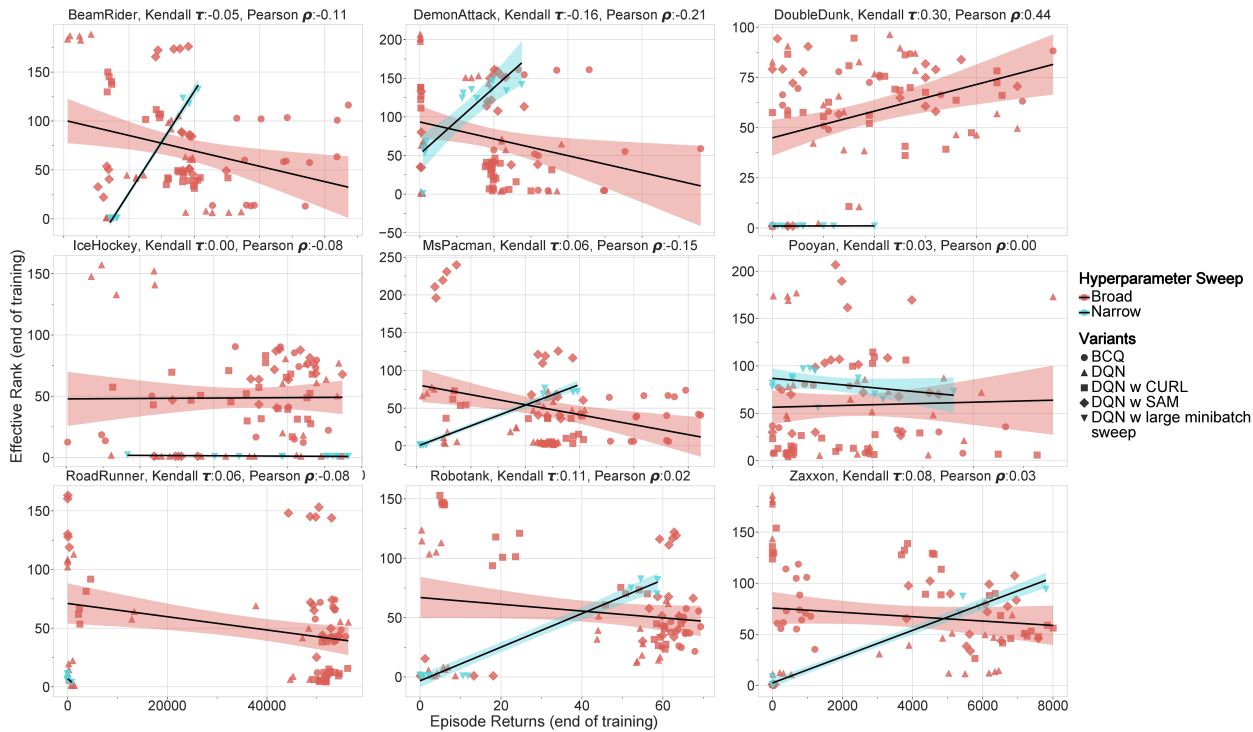 BeamRider, Kendall τ:-0.05, Pearson ρ:-0.11
DemonAttack, Kendall τ:-0.16, Pearson ρ:-0.21
DoubleDunk, Kendall τ:0.30, Pearson ρ:0.44
150
100
50
0
200
150
100
50
0
−50
100
75
50
25
0
IceHockey, Kendall τ:0.00, Pearson ρ:-0.08
MsPacman, Kendall τ:0.06, Pearson ρ:-0.15
Pooyan, Kendall τ:0.03, Pearson ρ:0.00
Effective Rank (end of training)
150
100
50
0
250
200
150
100
50
0
200
150
100
50
0
RoadRunner, Kendall τ:0.06, Pearson ρ:-0.08
Robotank, Kendall τ:0.11, Pearson ρ:0.02
Zaxxon, Kendall τ:0.08, Pearson ρ:0.03
150
100
50
0
150
100
50
0
150
100
50
0
0 20000 40000
0 20 40 60
0 2000 4000 6000 8000
Episode Returns (end of training)
Hyperparameter Sweep
Broad
Narrow
Variants
BCQ
DQN
DQN w CURL
DQN w SAM
DQN w large minibatch
sweep